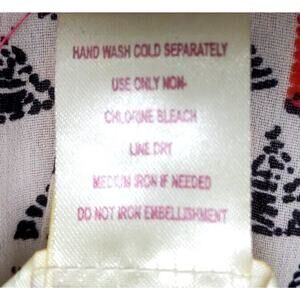 HAND WASH COLD SEPARATELY
USE ONLY NON-
CHLORINE BLEACH
LINE DRY
MEDIUM IRON IF NEEDED
DO NOT IRON EMBELLISHMENT